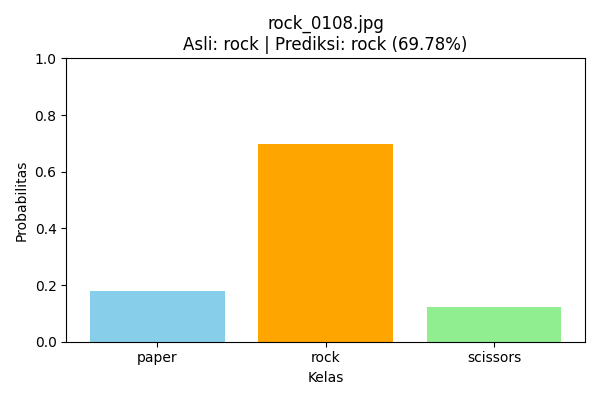 rock_0108.jpg
Asli: rock | Prediksi: rock (69.78%)
1.0
0.8
0.6
0.4
0.2
0.0
Probabilitas
paper
rock
scissors
Kelas